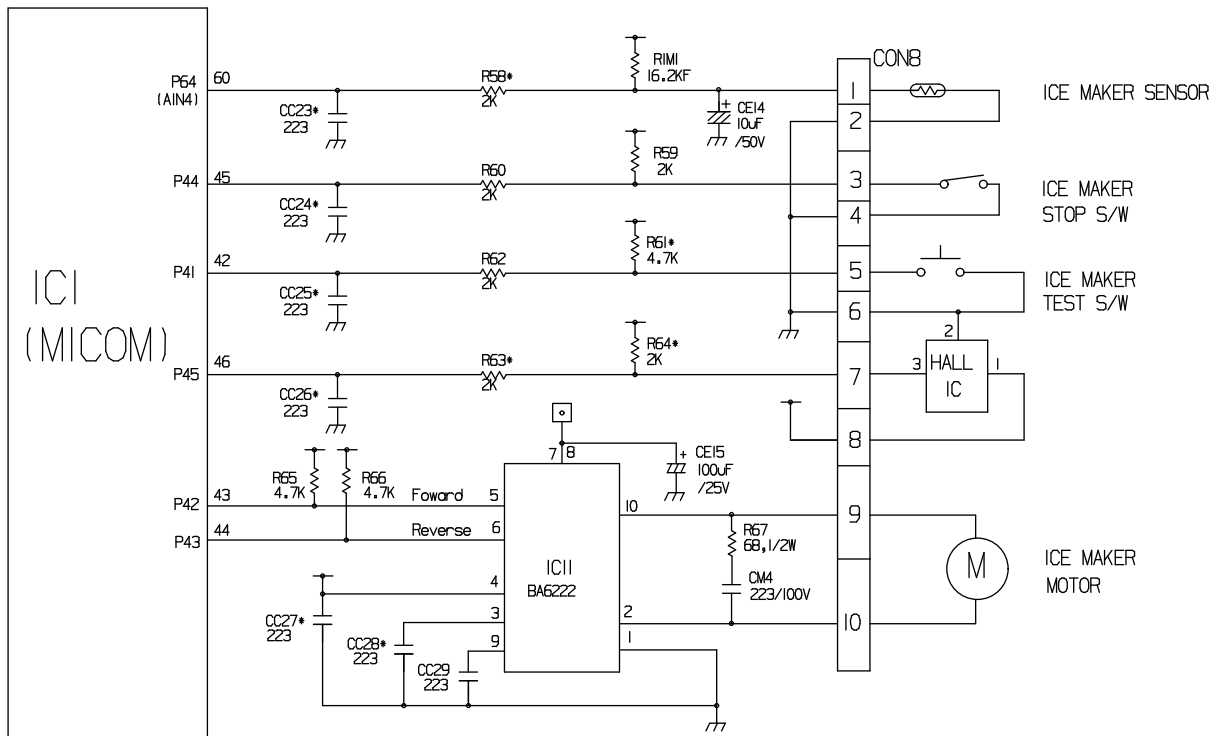 IC1
(MICOM)
P64
(AIN4)
60
CC23*
223
R58*
2K
RIM1
16.2KF
CE14
10uF
/50V
+
CON8
1
2
ICE MAKER SENSOR
P44
45
CC24*
223
R60
2K
R59
2K
3
4
ICE MAKER
STOP S/W
P41
42
CC25*
223
R62
2K
R61*
4.7K
5
6
ICE MAKER
TEST S/W
P45
46
CC26*
223
R63*
2K
R64*
2K
7
8
2
3
HALL
IC
1
7
8
+
CE15
100uF
/25V
R65
4.7K
R66
4.7K
P42
43
Foward
5
P43
44
Reverse
6
IC11
BA6222
4
3
9
10
2
1
CC27*
223
CC28*
223
CC29
223
R67
68,1/2W
CM4
223/100V
9
10
M
ICE MAKER
MOTOR